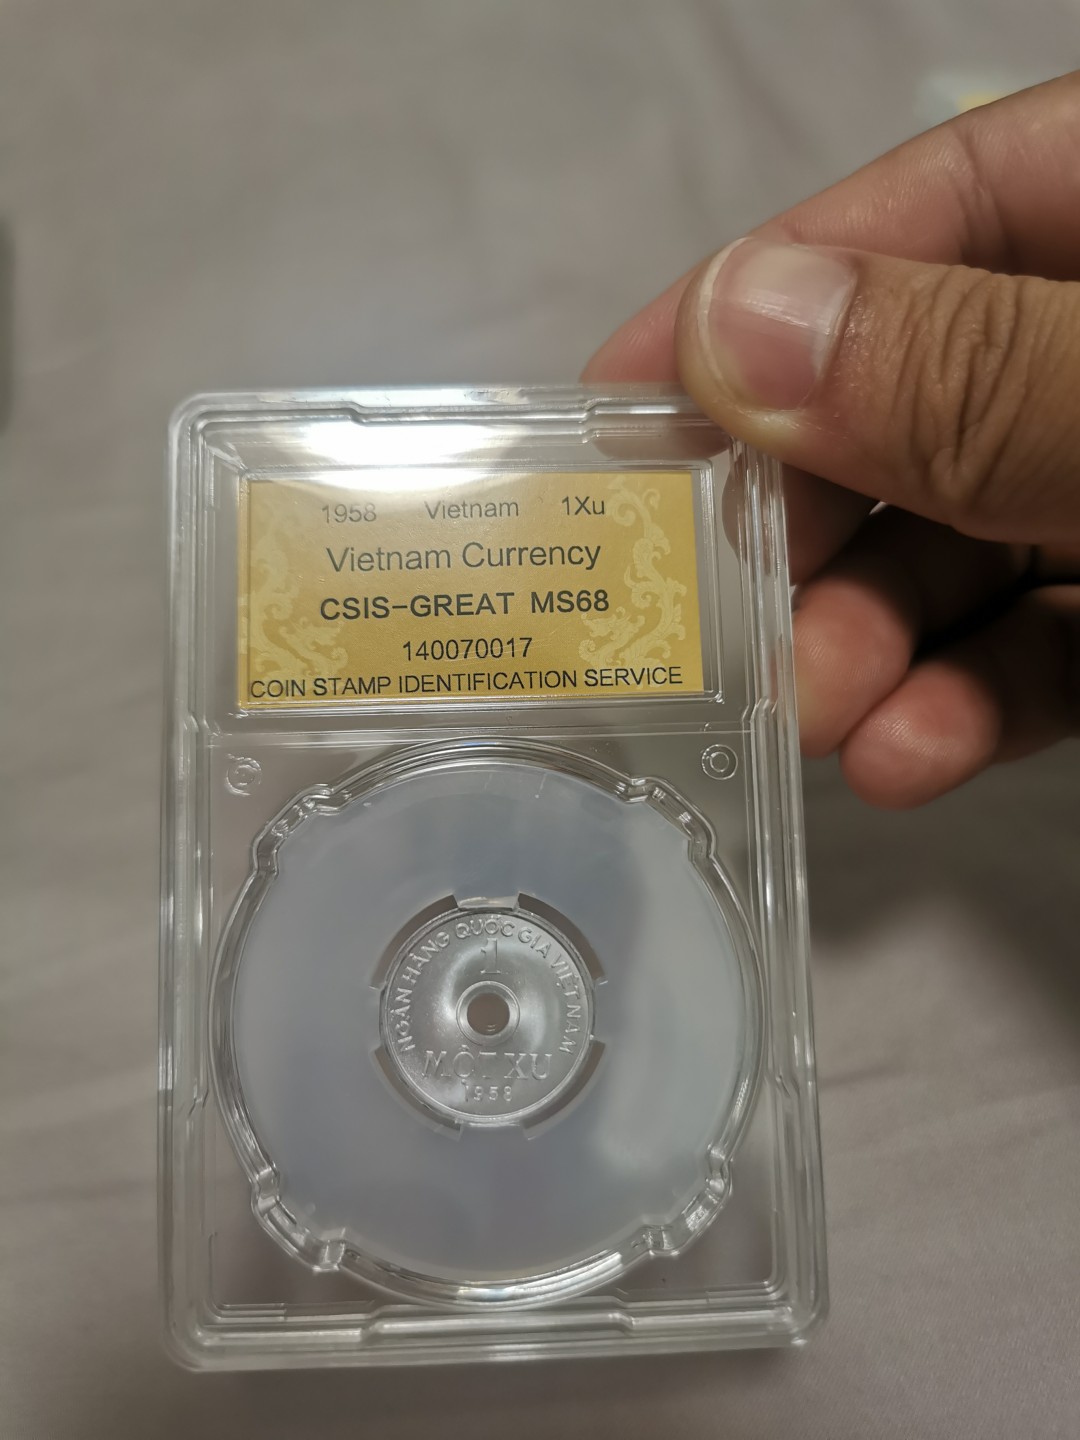 1958 Vietnam 1Xu
Vietnam Currency
CSIS-GREAT MS68
140070017
COIN STAMP IDENTIFICATION SERVICE
NGÂN HÀNG QUỐC GIA VIỆT NAM
1
MỘT XU
1958